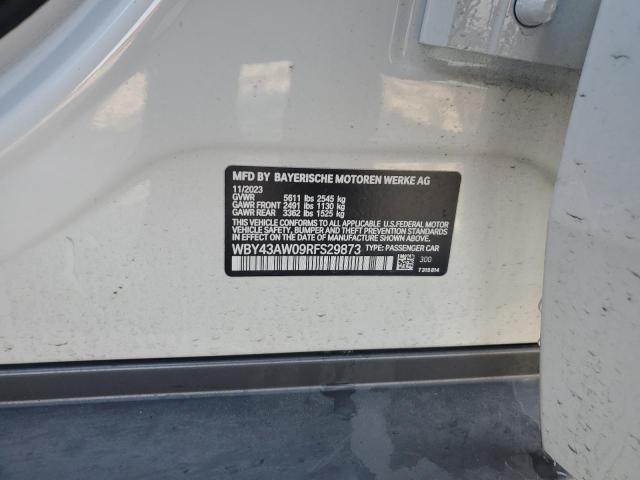 MFD BY BAYERISCHE MOTOREN WERKE AG
11/2023
GVWR 5611 lbs 2545 kg
GAWR FRONT 2491 lbs 1130 kg
GAWR REAR 3362 lbs 1525 kg
THIS VEHICLE CONFORMS TO ALL APPLICABLE U.S.FEDERAL MOTOR
VEHICLE SAFETY, BUMPER AND THEFT PREVENTION STANDARDS IN
EFFECT ON THE DATE OF MANUFACTURE SHOWN ABOVE.
WBY43AW09RFS29873 TYPE: PASSENGER CAR
300
7 315 814